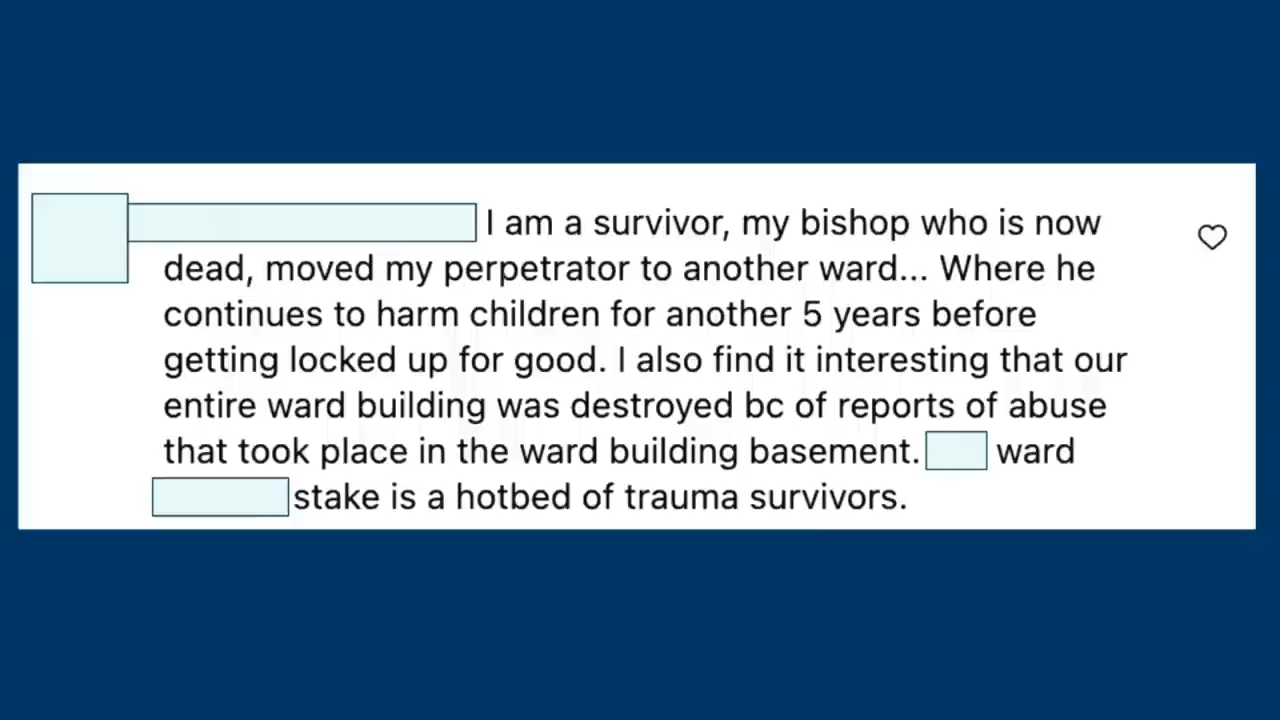 I am a survivor, my bishop who is now
dead, moved my perpetrator to another ward... Where he
continues to harm children for another 5 years before
getting locked up for good. I also find it interesting that our
entire ward building was destroyed bc of reports of abuse
that took place in the ward building basement. ward
stake is a hotbed of trauma survivors.